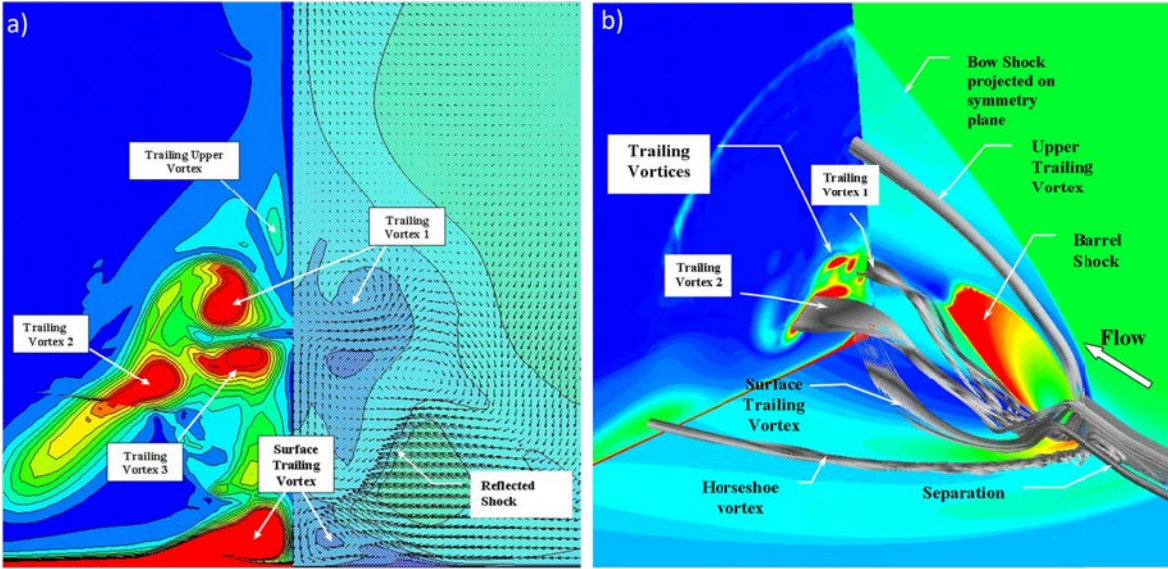 a)
Trailing Upper
Vortex
Trailing
Vortex 1
Trailing
Vortex 2
Trailing
Vortex 3
Surface
Trailing
Vortex
Reflected
Shock
b)
Bow Shock
projected on
symmetry
plane
Trailing
Vortices
Trailing
Vortex 1
Upper
Trailing
Vortex
Barrel
Shock
Trailing
Vortex 2
Flow
Surface
Trailing
Vortex
Horseshoe
vortex
Separation